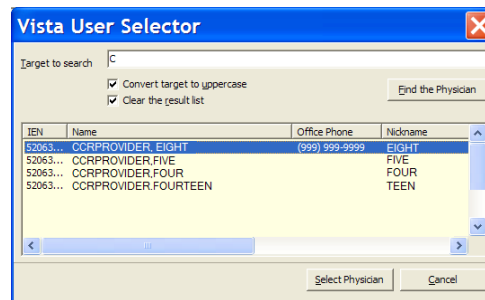 Vista User Selector
Target to search C
Convert target to uppercase
Clear the result list
Find the Physician
IEN Name Office Phone Nickname
52063... CCRPROVIDER, EIGHT (999) 999-9999 EIGHT
52063... CCRPROVIDER,FIVE FIVE
52063... CCRPROVIDER,FOUR FOUR
52063... CCRPROVIDER.FOURTEEN TEEN
Select Physician Cancel